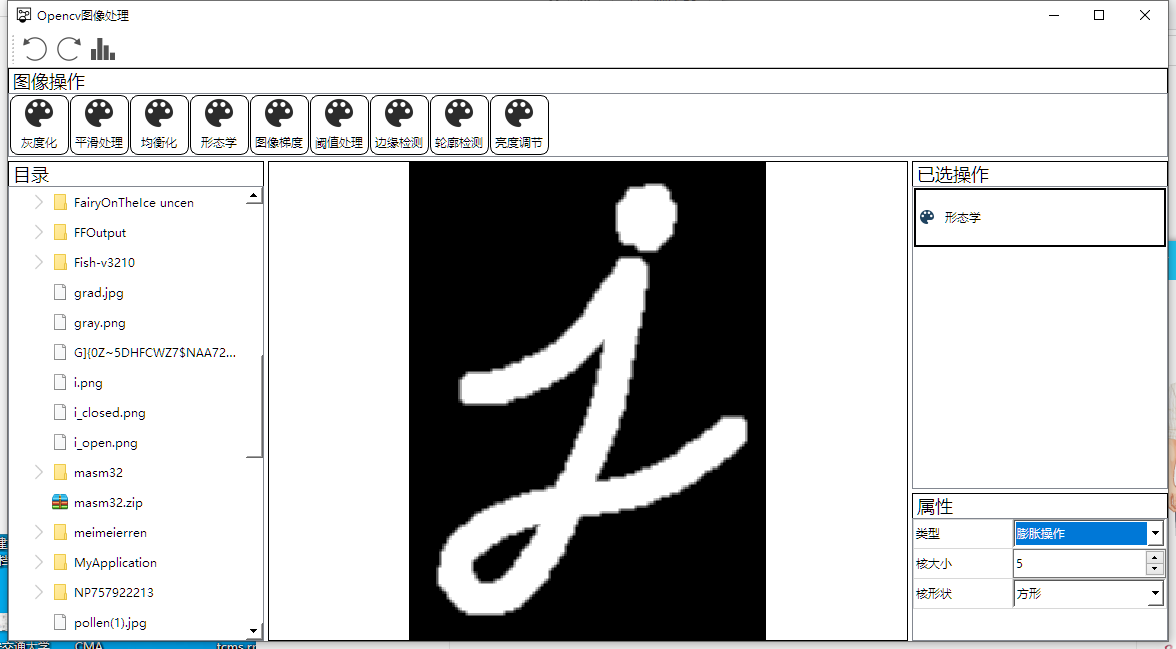 Opencv图像处理
图像操作
灰度化 平滑处理 均衡化 形态学 图像梯度 阈值处理 边缘检测 轮廓检测 亮度调节
目录
FairyOnTheIce uncen
FFOutput
Fish-v3210
grad.jpg
gray.png
G]{0Z~5DHFCWZ7$NAA72...
i.png
i_closed.png
i_open.png
masm32
masm32.zip
meimeierren
MyApplication
NP757922213
pollen(1).jpg
j
已选操作
形态学
属性
类型 膨胀操作
核大小 5
核形状 方形
交通大学 CMA